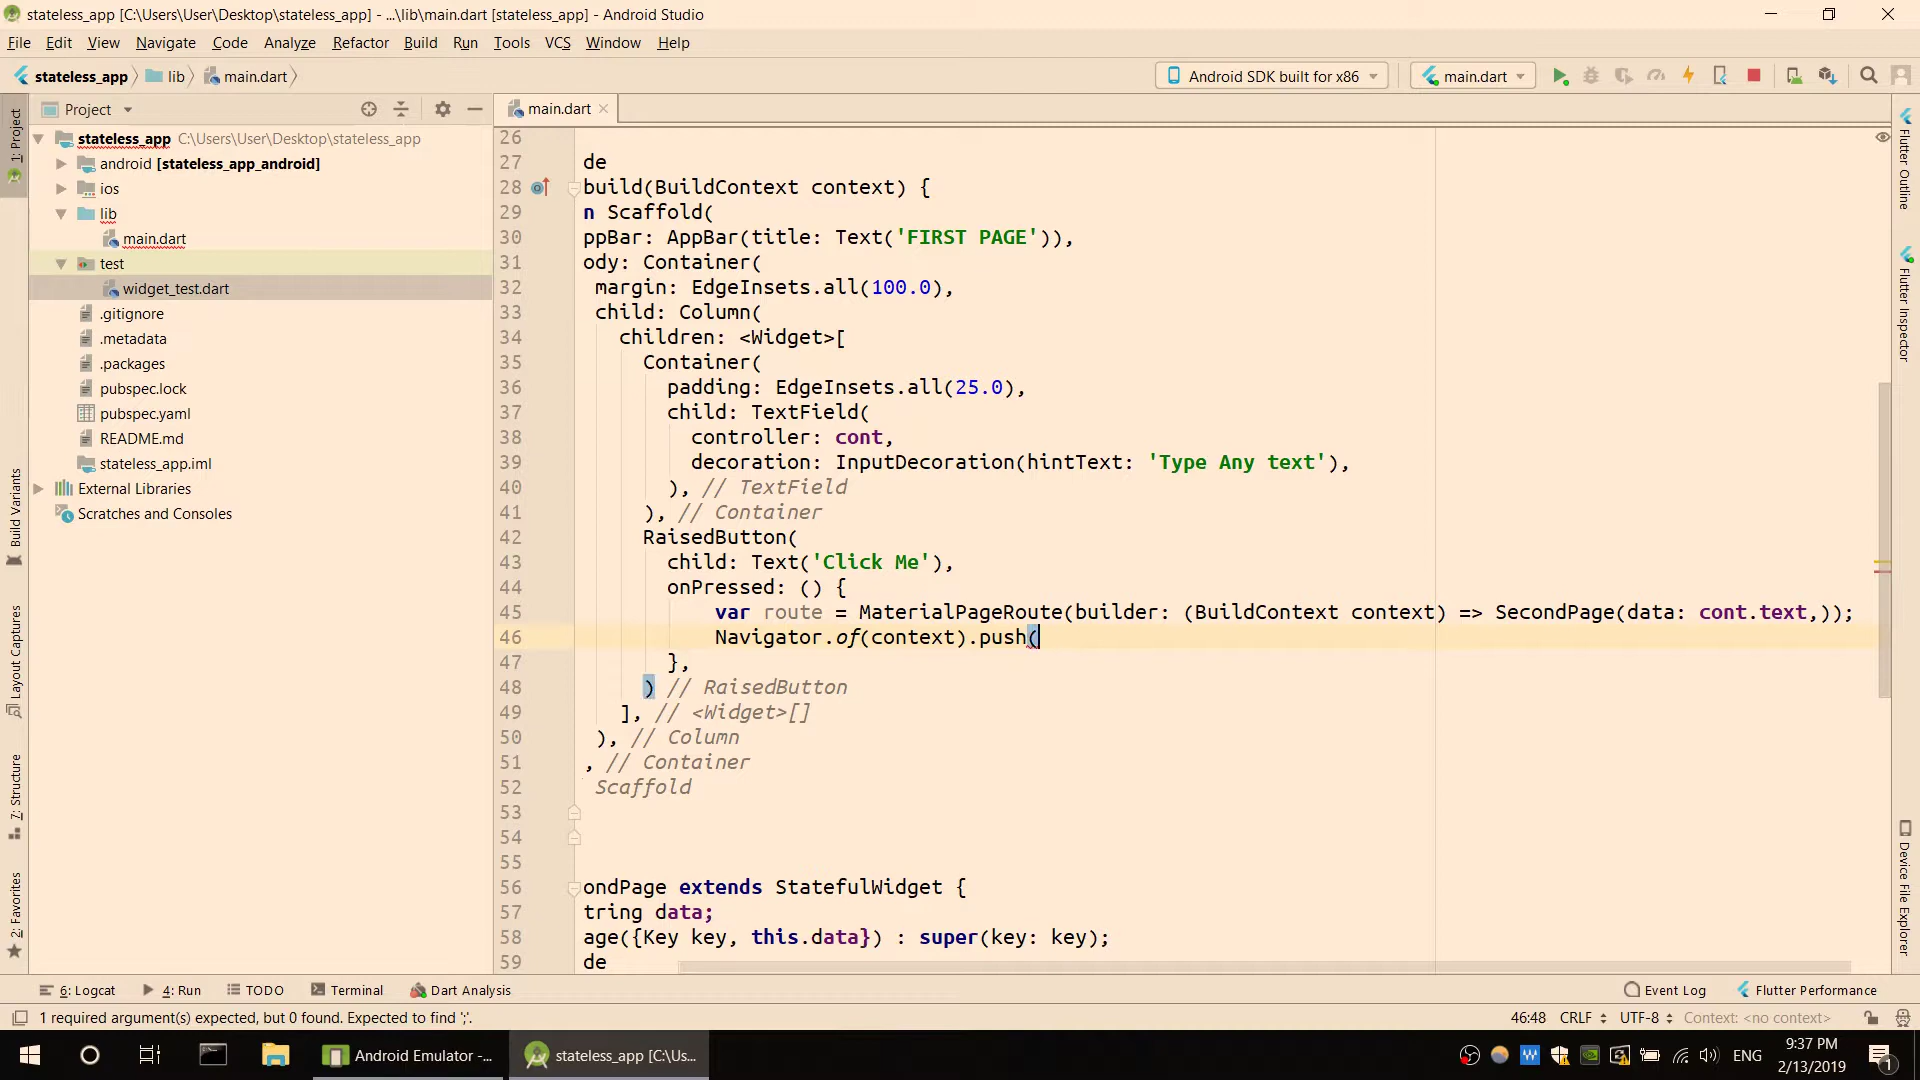 stateless_app [C:\Users\User\Desktop\stateless_app] - ...\lib\main.dart [stateless_app] - Android Studio
File Edit View Navigate Code Analyze Refactor Build Run Tools VCS Window Help
stateless_app lib main.dart Android SDK built for x86 main.dart
Project main.dart
1: Project
Build Variants
Layout Captures
7: Structure
2: Favorites
stateless_app C:\Users\User\Desktop\stateless_app
android [stateless_app_android]
ios
lib
main.dart
test
widget_test.dart
.gitignore
.metadata
.packages
pubspec.lock
pubspec.yaml
README.md
stateless_app.iml
External Libraries
Scratches and Consoles
26
27 de
28 build(BuildContext context) {
29 n Scaffold(
30 ppBar: AppBar(title: Text('FIRST PAGE')),
31 ody: Container(
32 margin: EdgeInsets.all(100.0),
33 child: Column(
34 children: <Widget>[
35 Container(
36 padding: EdgeInsets.all(25.0),
37 child: TextField(
38 controller: cont,
39 decoration: InputDecoration(hintText: 'Type Any text'),
40 ), // TextField
41 ), // Container
42 RaisedButton(
43 child: Text('Click Me'),
44 onPressed: () {
45 var route = MaterialPageRoute(builder: (BuildContext context) => SecondPage(data: cont.text,));
46 Navigator.of(context).push(
47 },
48 ) // RaisedButton
49 ], // <Widget>[]
50 ), // Column
51 , // Container
52 Scaffold
53
54
55
56 ondPage extends StatefulWidget {
57 tring data;
58 age({Key key, this.data}) : super(key: key);
59 de
Flutter Outline
Flutter Inspector
Device File Explorer
6: Logcat 4: Run TODO Terminal Dart Analysis Event Log Flutter Performance
1 required argument(s) expected, but 0 found. Expected to find ';'. 46:48 CRLF UTF-8 Context: <no context>
Android Emulator -... stateless_app [C:\Us... ENG 9:37 PM
2/13/2019 1